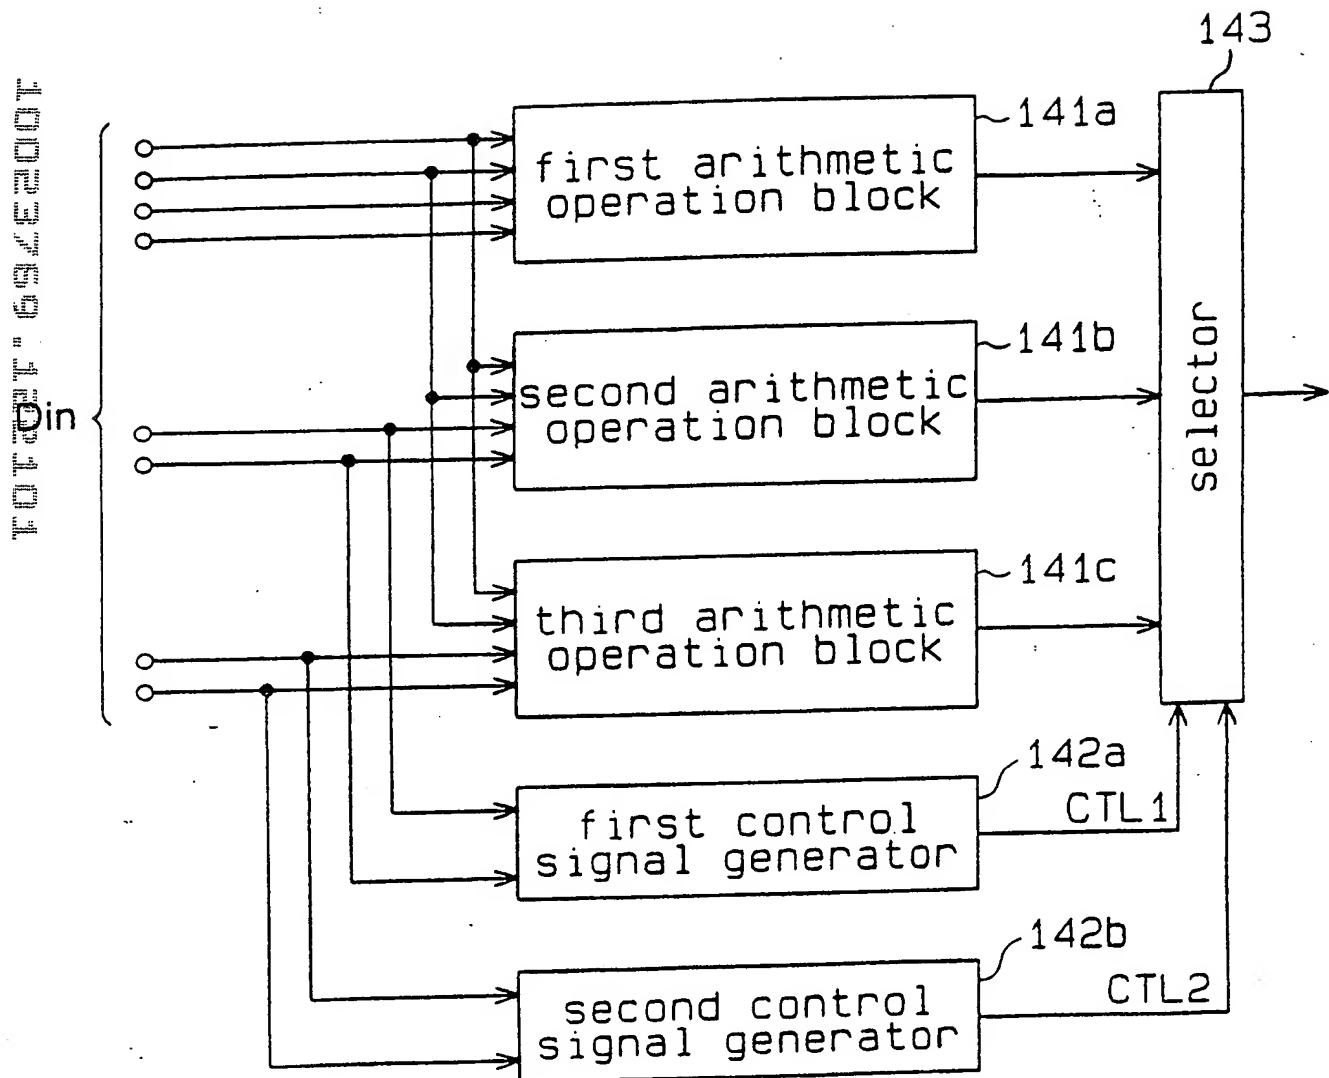 143
141a
first arithmetic
operation block
141b
second arithmetic
operation block
selector
Din
141c
third arithmetic
operation block
142a
first control
signal generator
CTL1
142b
second control
signal generator
CTL2